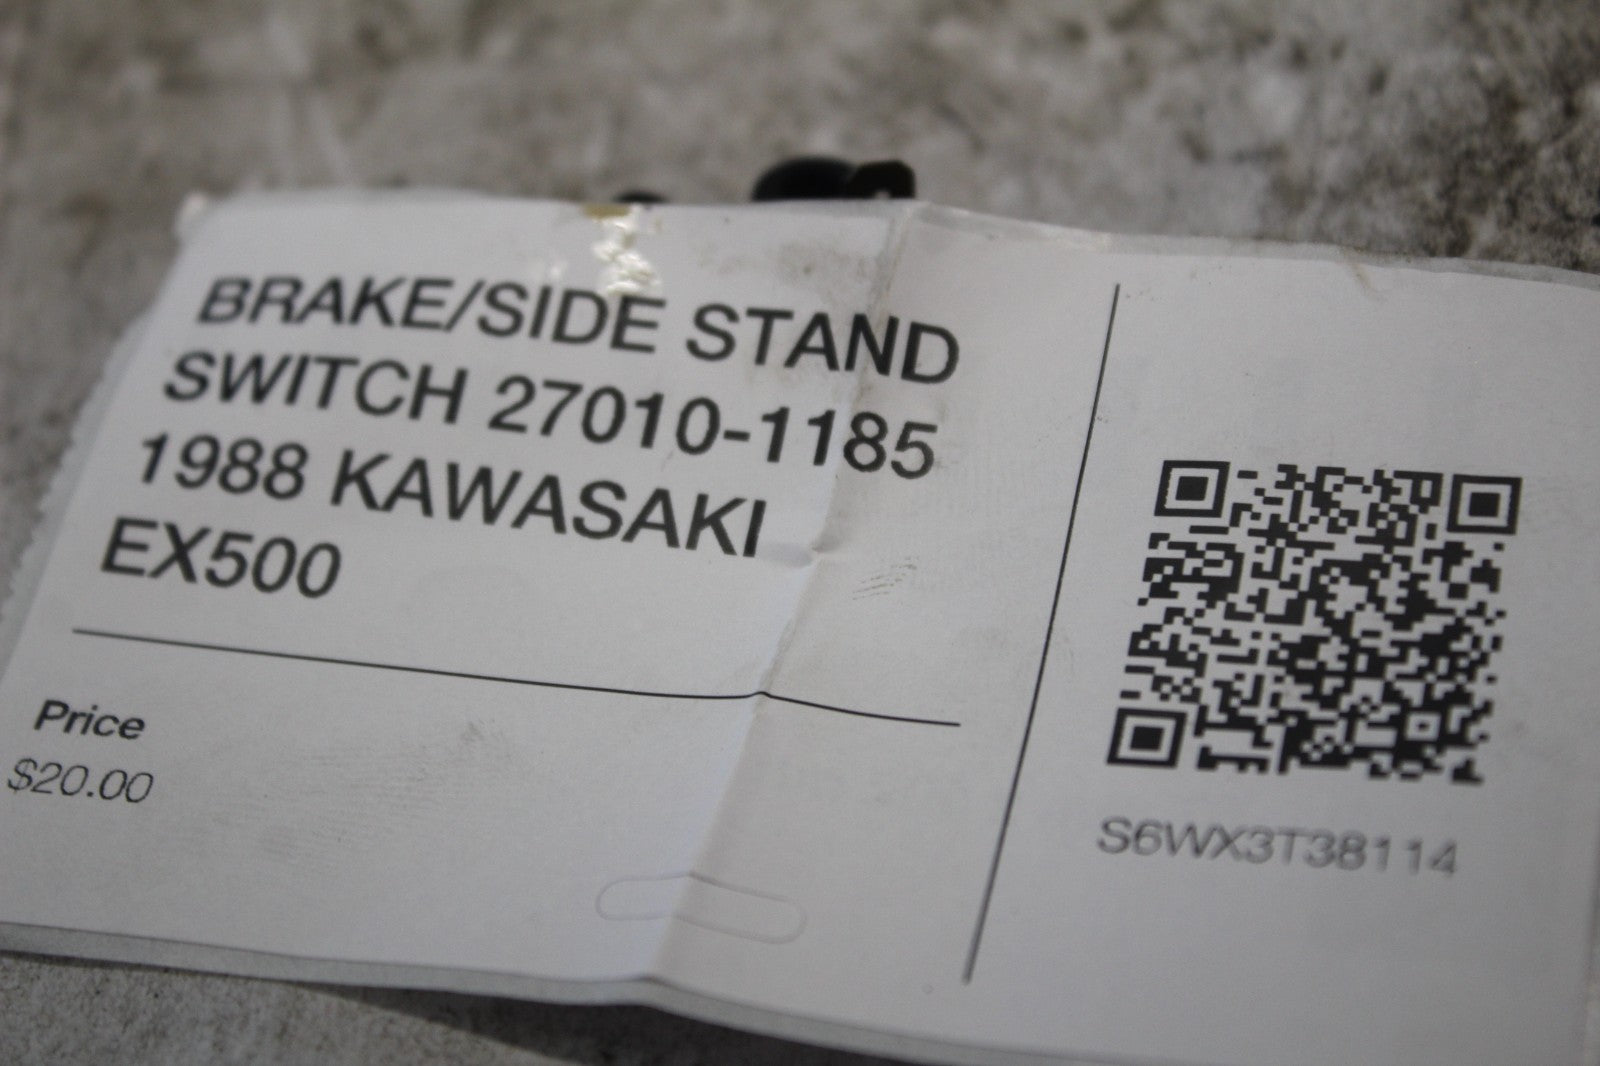 BRAKE/SIDE STAND
SWITCH 27010-1185
1988 KAWASAKI
EX500
Price
$20.00
S6WX3T38114